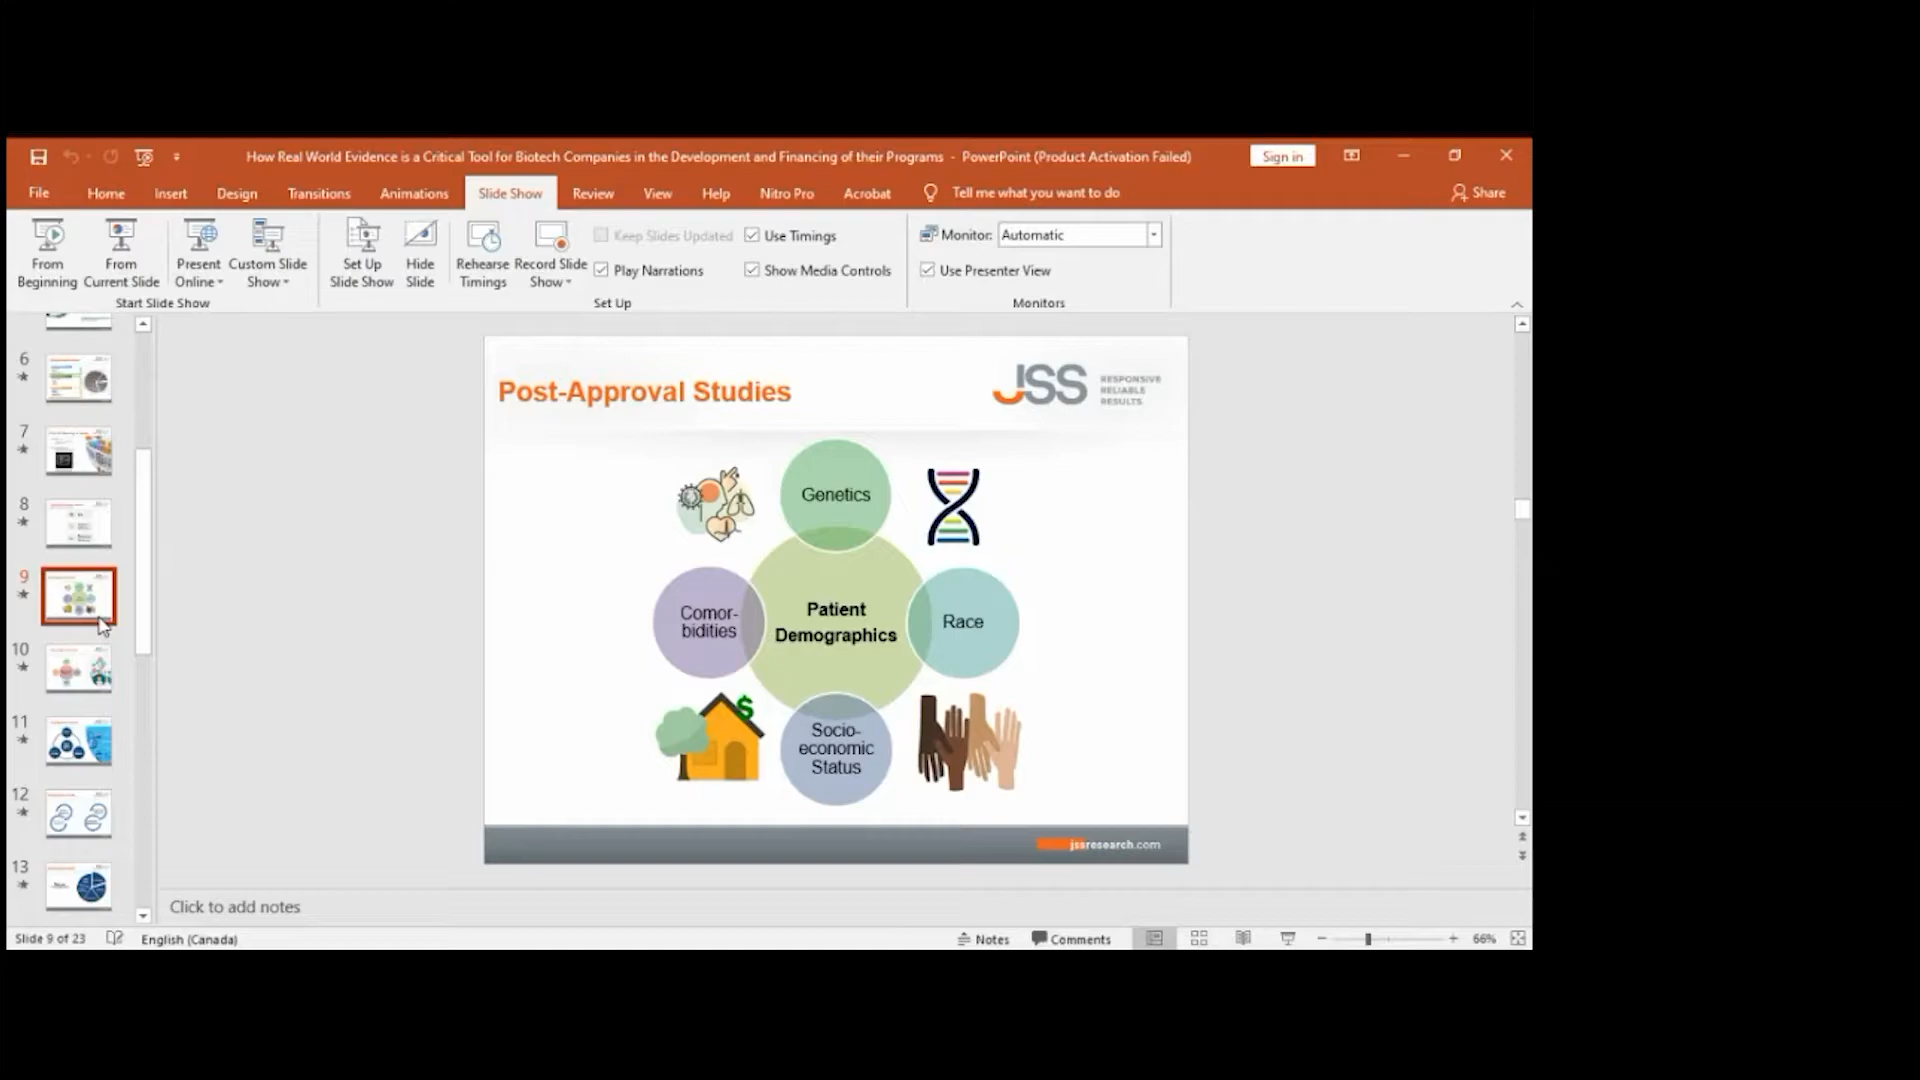 How Real World Evidence is a Critical Tool for Biotech Companies in the Development and Financing of their Programs - PowerPoint (Product Activation Failed)
Sign in
File Home Insert Design Transitions Animations Slide Show Review View Help Nitro Pro Acrobat Tell me what you want to do Share
From Beginning
From Current Slide
Present Online
Custom Slide Show
Set Up Slide Show
Hide Slide
Rehearse Timings
Record Slide Show
Keep Slides Updated
Use Timings
Play Narrations
Show Media Controls
Monitor: Automatic
Use Presenter View
Start Slide Show
Set Up
Monitors
6
7
8
9
10
11
12
13
Post-Approval Studies
JSS
RESPONSIVE
RELIABLE
RESULTS
Genetics
Comor-
bidities
Patient
Demographics
Race
Socio-
economic
Status
$
jssresearch.com
Click to add notes
Slide 9 of 23 English (Canada) Notes Comments 66%